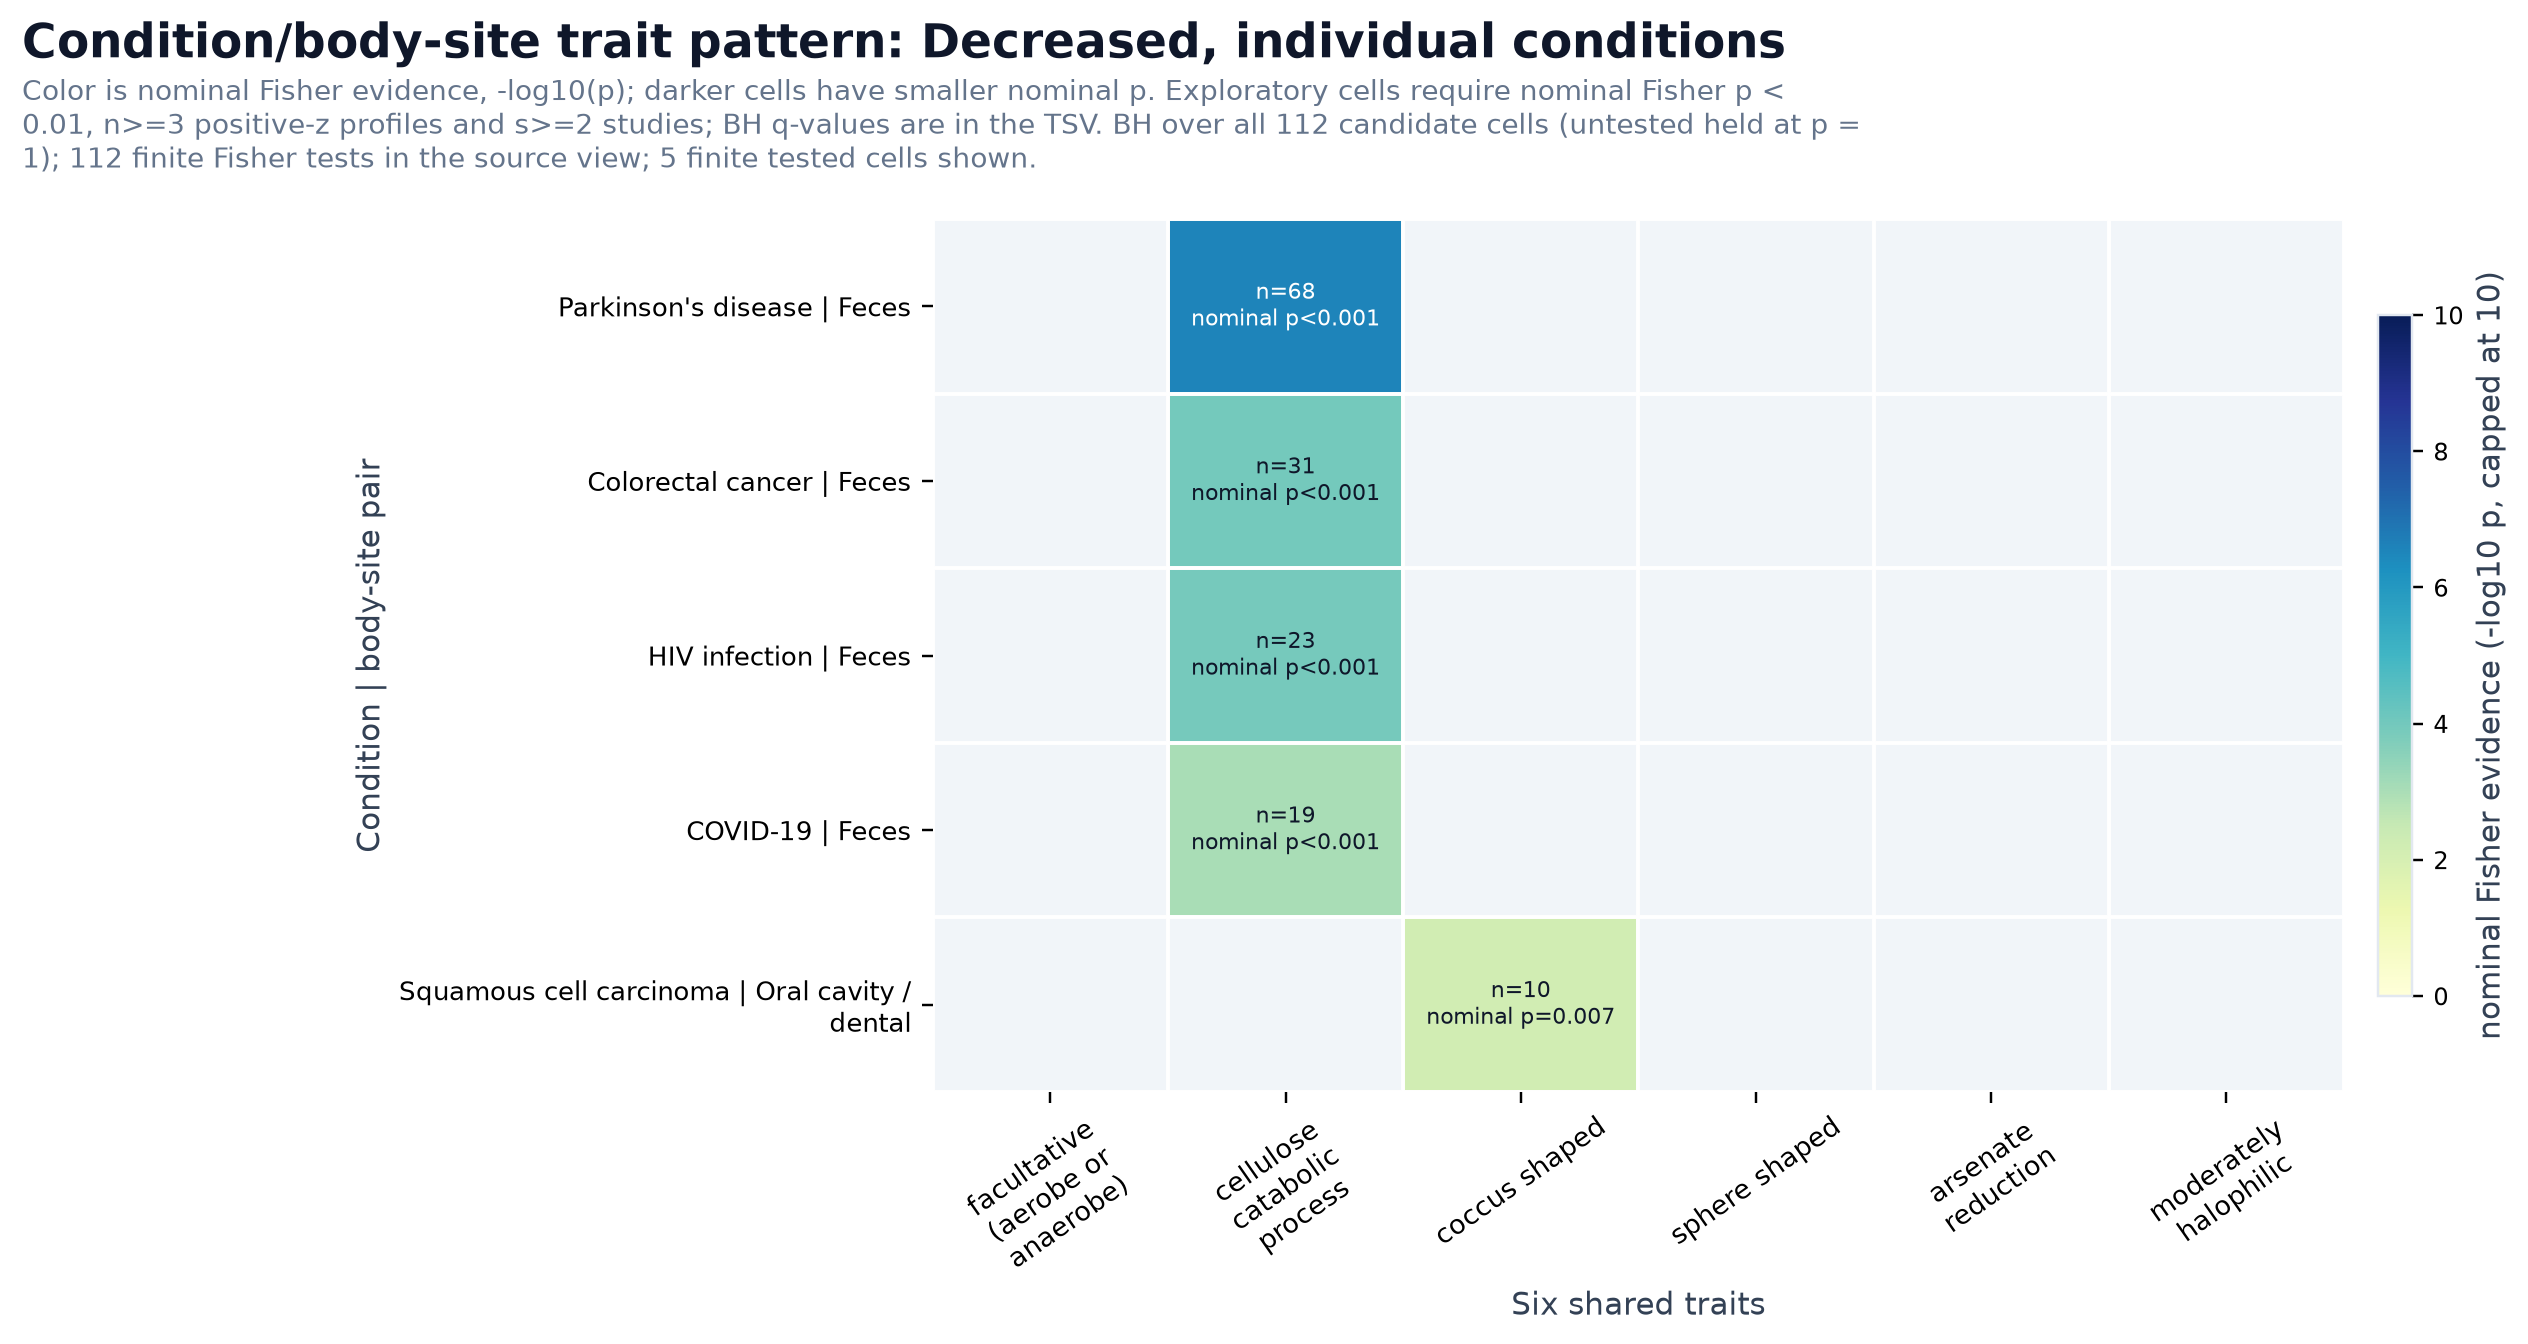 Condition/body-site trait pattern: Decreased, individual conditions
Color is nominal Fisher evidence, -log10(p); darker cells have smaller nominal p. Exploratory cells require nominal Fisher p <
0.01, n>=3 positive-z profiles and s>=2 studies; BH q-values are in the TSV. BH over all 112 candidate cells (untested held at p =
1); 112 finite Fisher tests in the source view; 5 finite tested cells shown.
Condition | body-site pair
Parkinson's disease | Feces
n=68
nominal p<0.001
Colorectal cancer | Feces
n=31
nominal p<0.001
HIV infection | Feces
n=23
nominal p<0.001
COVID-19 | Feces
n=19
nominal p<0.001
Squamous cell carcinoma | Oral cavity /
dental
n=10
nominal p=0.007
facultative
(aerobe or
anaerobe)
cellulose
catabolic
process
coccus shaped
sphere shaped
arsenate
reduction
moderately
halophilic
Six shared traits
10
8
6
4
2
0
nominal Fisher evidence (-log10 p, capped at 10)